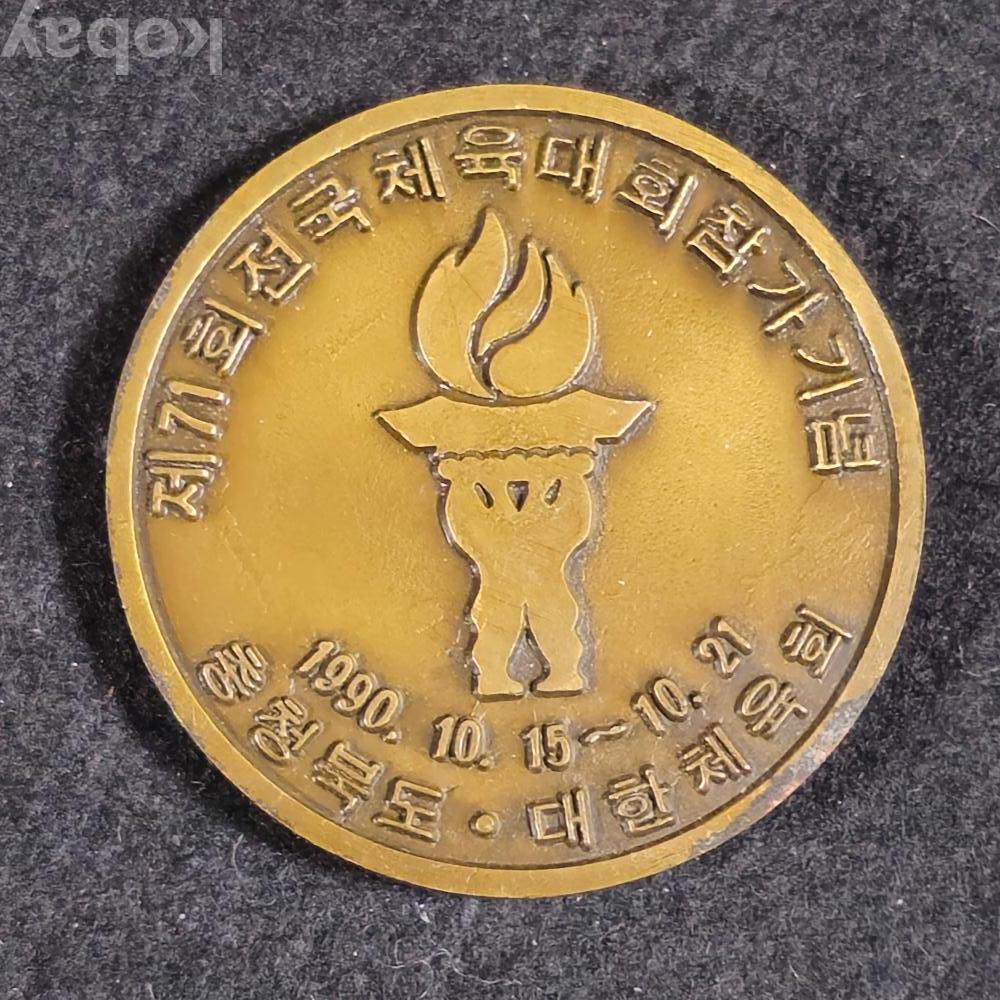 kobay
제71회전국체육대회참가기념
1990. 10. 15~10. 21
충청북도·대한체육회